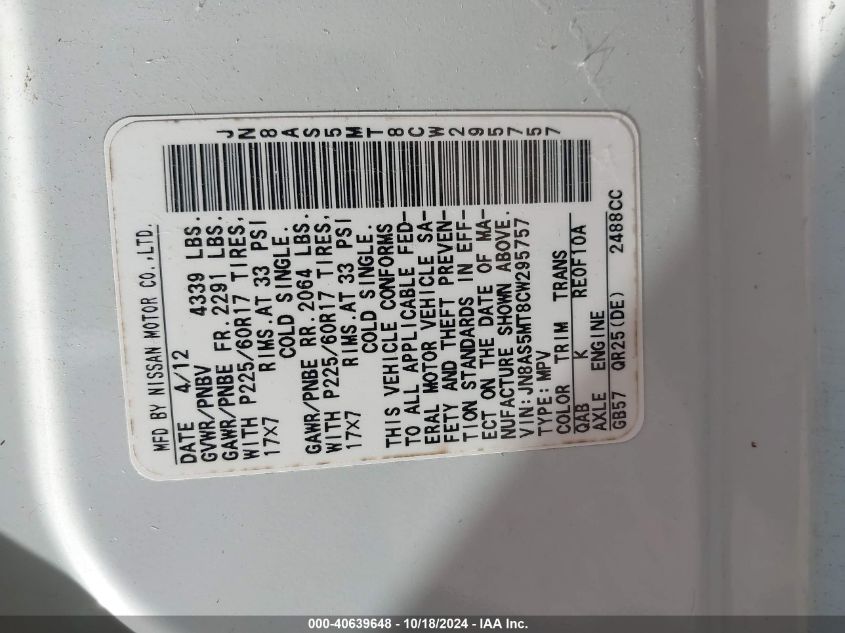 MFD BY NISSAN MOTOR CO.,LTD.
DATE 4/12
GVWR/PNBV 4339 LBS.
GAWR/PNBE FR.2291 LBS.
WITH P225/60R17 TIRES,
17X7 RIMS.AT 33 PSI
COLD SINGLE.
GAWR/PNBE RR.2064 LBS.
WITH P225/60R17 TIRES,
17X7 RIMS.AT 33 PSI
COLD SINGLE.
THIS VEHICLE CONFORMS
TO ALL APPLICABLE FED-
ERAL MOTOR VEHICLE SA-
FETY AND THEFT PREVEN-
TION STANDARDS IN EFF-
ECT ON THE DATE OF MA-
NUFACTURE SHOWN ABOVE.
VIN:JN8AS5MT8CW295757
TYPE:MPV
COLOR TRIM TRANS
QAB K RE0F10A
AXLE ENGINE
GB57 QR25(DE) 2488CC
JN8AS5MT8CW295757
000-40639648 / 10/18/2024 - IAA Inc.